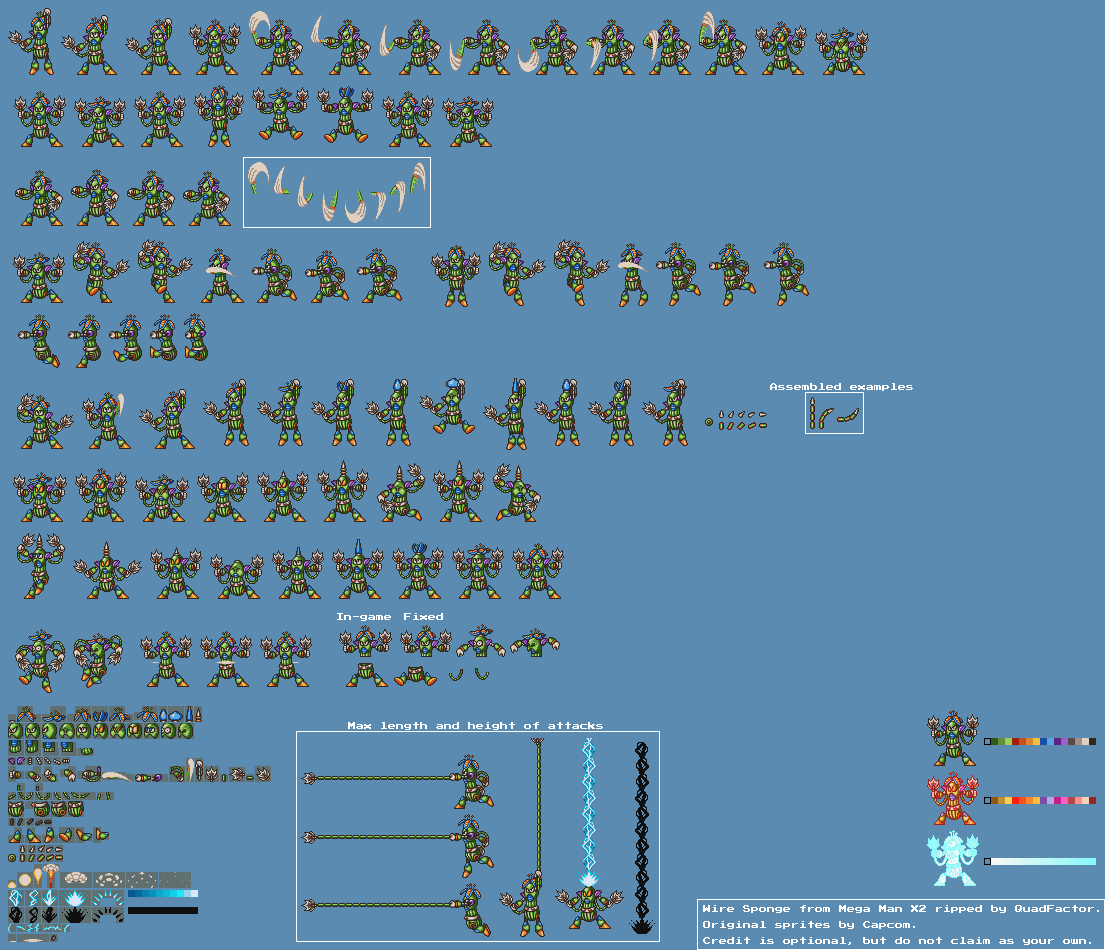 Assembled examples
In-game Fixed
Max length and height of attacks
Wire Sponge from Mega Man X2 ripped by QuadFactor.
Original sprites by Capcom.
Credit is optional, but do not claim as your own.